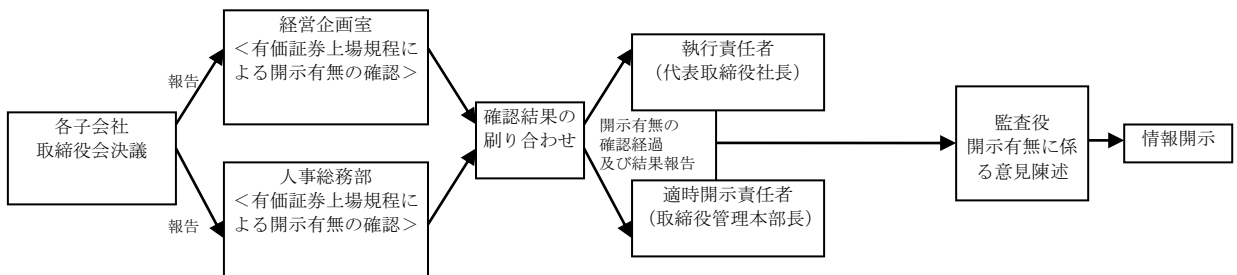 各子会社
取締役会決議
報告
報告
経営企画室
<有価証券上場規程に
よる開示有無の確認>
人事総務部
<有価証券上場規程に
よる開示有無の確認>
確認結果の
刷り合わせ
開示有無の
確認経過
及び結果報告
執行責任者
(代表取締役社長)
適時開示責任者
(取締役管理本部長)
監査役
開示有無に係
る意見陳述
情報開示